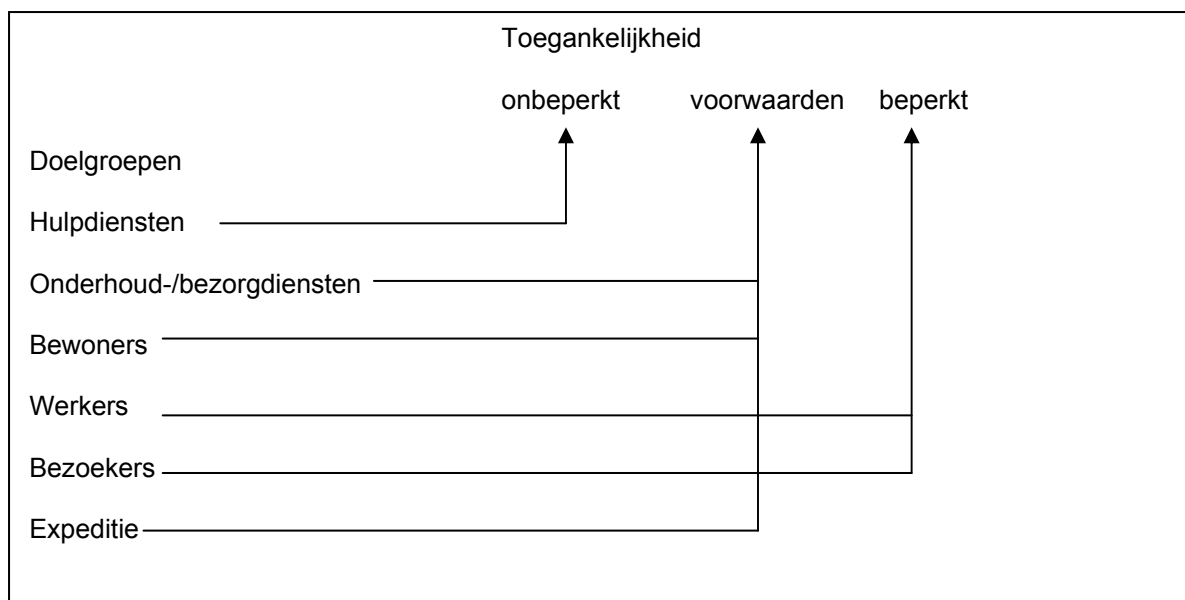 Toegankelijkheid
onbeperkt voorwaarden beperkt
Doelgroepen
Hulpdiensten
Onderhoud-/bezorgdiensten
Bewoners
Werkers
Bezoekers
Expeditie